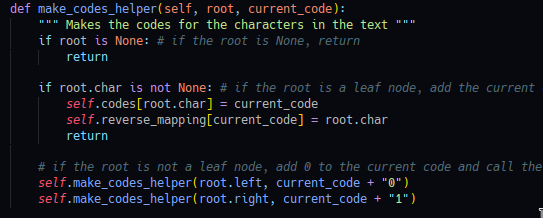 def make_codes_helper(self, root, current_code):
    """ Makes the codes for the characters in the text """
    if root is None: # if the root is None, return
        return

    if root.char is not None: # if the root is a leaf node, add the current
        self.codes[root.char] = current_code
        self.reverse_mapping[current_code] = root.char
        return

    # if the root is not a leaf node, add 0 to the current code and call the
    self.make_codes_helper(root.left, current_code + "0")
    self.make_codes_helper(root.right, current_code + "1")